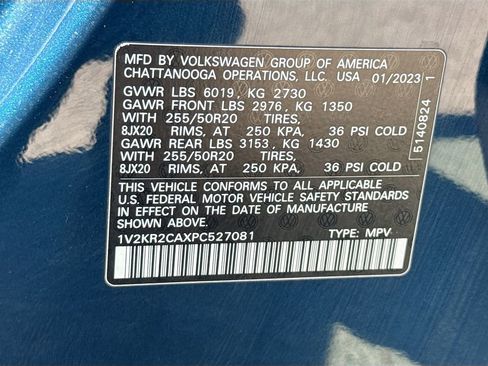 MFD BY VOLKSWAGEN GROUP OF AMERICA
CHATTANOOGA OPERATIONS, LLC. USA 01/2023 1
GVWR LBS 6019, KG 2730
GAWR FRONT LBS 2976, KG 1350
WITH 255/50R20 TIRES,
8JX20 RIMS, AT 250 KPA, 36 PSI COLD
GAWR REAR LBS 3153, KG 1430
WITH 255/50R20 TIRES,
8JX20 RIMS, AT 250 KPA, 36 PSI COLD
THIS VEHICLE CONFORMS TO ALL APPLICABLE
U.S. FEDERAL MOTOR VEHICLE SAFETY STANDARDS
IN EFFECT ON THE DATE OF MANUFACTURE
SHOWN ABOVE.
1V2KR2CAXPC527081 TYPE: MPV
5140824